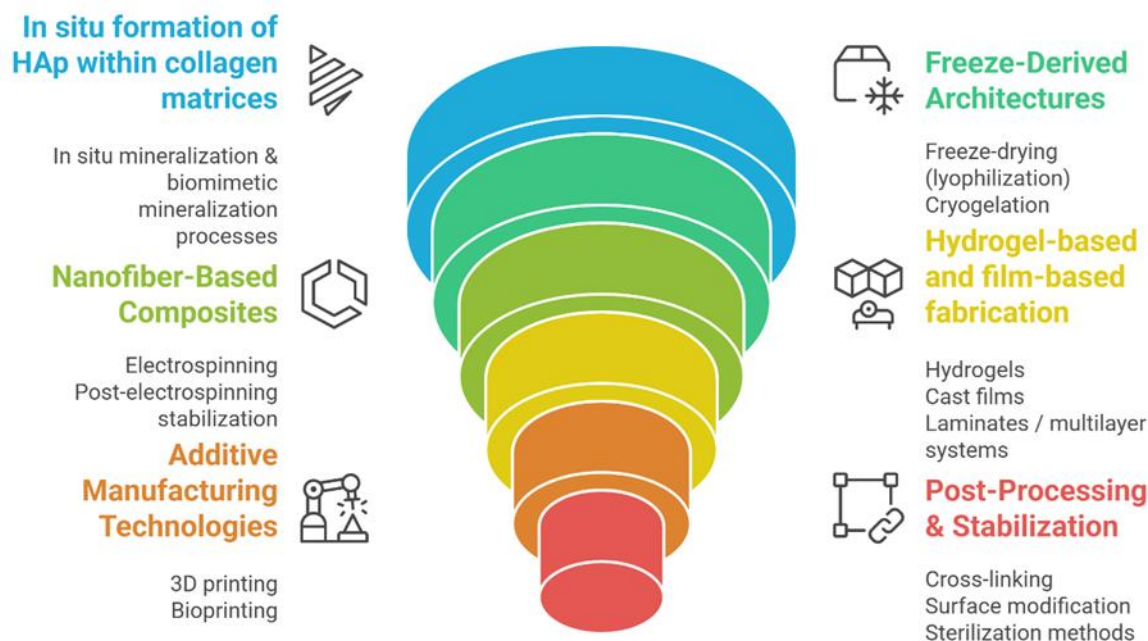 In situ formation of
HAp within collagen
matrices
In situ mineralization &
biomimetic
mineralization
processes
Freeze-Derived
Architectures
Freeze-drying
(lyophilization)
Cryogelation
Nanofiber-Based
Composites
Electrospinning
Post-electrospinning
stabilization
Hydrogel-based
and film-based
fabrication
Hydrogels
Cast films
Laminates / multilayer
systems
Additive
Manufacturing
Technologies
3D printing
Bioprinting
Post-Processing
& Stabilization
Cross-linking
Surface modification
Sterilization methods